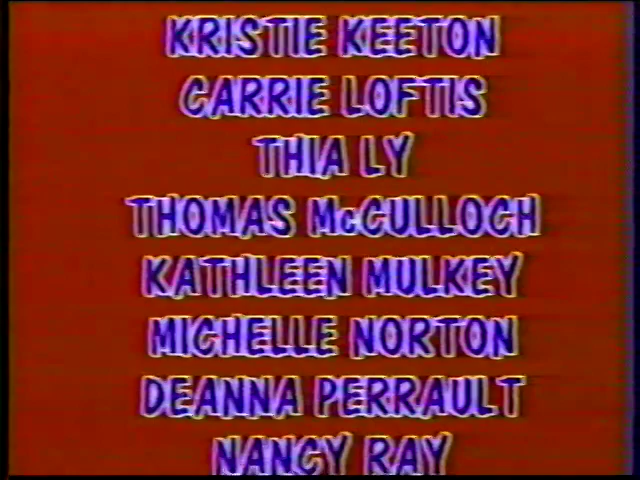 KRISTIE KEETON
CARRIE LOFTIS
THIA LY
THOMAS McCULLOCH
KATHLEEN MULKEY
MICHELLE NORTON
DEANNA PERRAULT
NANCY RAY